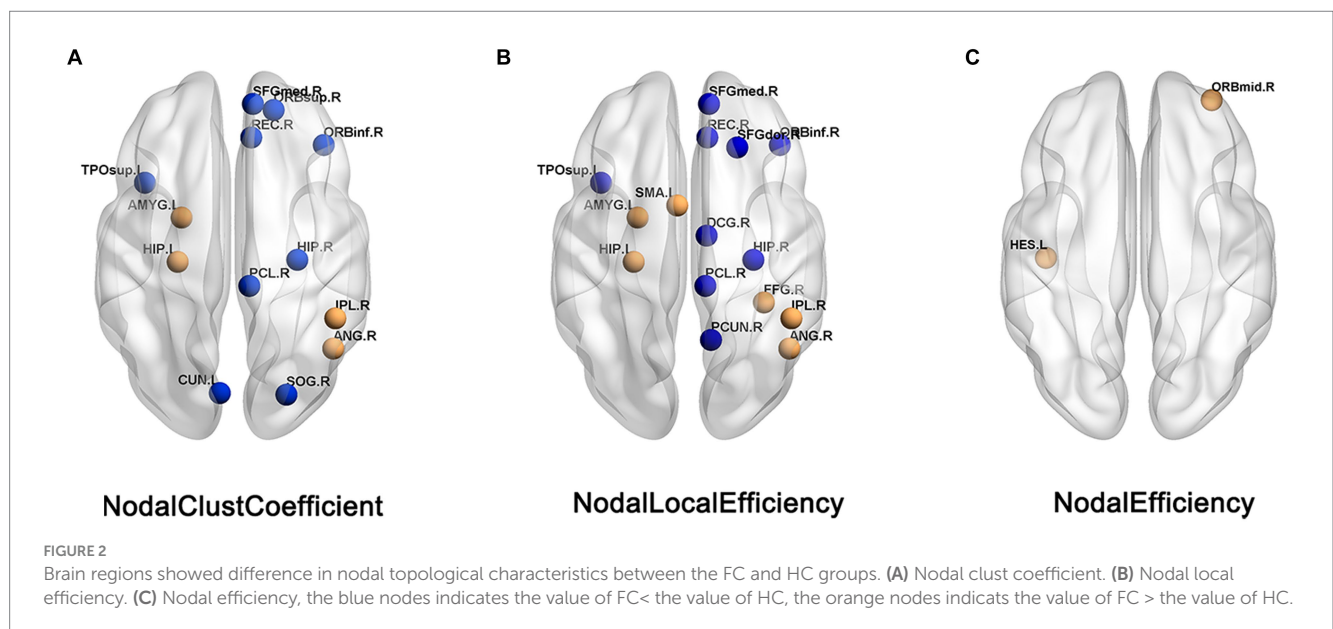 A
B
C
SFGmed.R
ORBsup.R
REC.R
ORBinf.R
TPOsup.L
AMYG.L
HIP.L
HIP.R
PCL.R
IPL.R
ANG.R
CUN.L
SOG.R
NodalClustCoefficient
SFGmed.R
REC.R
SFGdor.R
ORBinf.R
TPOsup.L
SMA.L
AMYG.L
DCG.R
HIP.L
HIP.R
PCL.R
FFG.R
IPL.R
PCUN.R
ANG.R
NodalLocalEfficiency
ORBmid.R
HES.L
NodalEfficiency
FIGURE 2
Brain regions showed difference in nodal topological characteristics between the FC and HC groups. (A) Nodal clust coefficient. (B) Nodal local
efficiency. (C) Nodal efficiency, the blue nodes indicates the value of FC< the value of HC, the orange nodes indicats the value of FC > the value of HC.